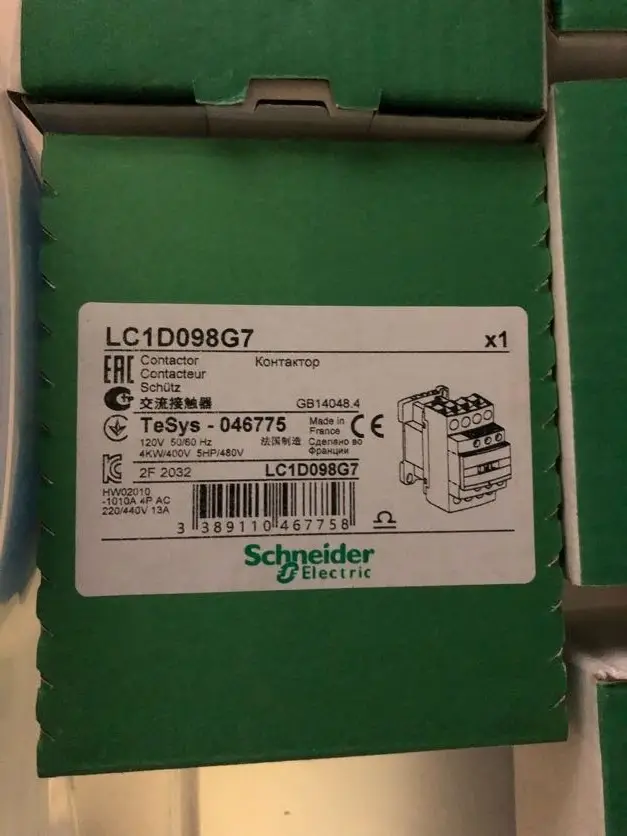 LC1D098G7 x1
EAC Contactor Контактор
Contacteur
Schütz
交流接触器 GB14048.4
TeSys - 046775 Made in France CE
120V 50/60 Hz 法国制造 Сделано во Франции
4KW/400V 5HP/480V
2F 2032 LC1D098G7
HW02010
-1010A 4P AC
220/440V 13A
3 389110 467758
Schneider
Electric